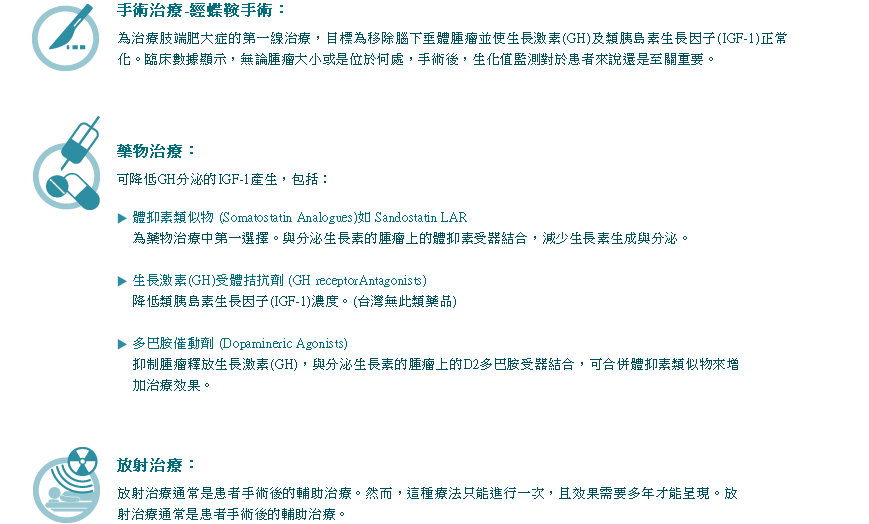 手術治療-經蝶鞍手術：
為治療肢端肥大症的第一線治療，目標為移除腦下垂體腫瘤並使生長激素(GH)及類胰島素生長因子(IGF-1)正常
化。臨床數據顯示，無論腫瘤大小或是位於何處，手術後，生化值監測對於患者來說還是至關重要。
藥物治療：
可降低GH分泌的IGF-1產生，包括：
▶ 體抑素類似物 (Somatostatin Analogues)如 Sandostatin LAR
為藥物治療中第一選擇。與分泌生長素的腫瘤上的體抑素受器結合，減少生長素生成與分泌。
▶ 生長激素(GH)受體拮抗劑 (GH receptorAntagonists)
降低類胰島素生長因子(IGF-1)濃度。(台灣無此類藥品)
▶ 多巴胺催動劑 (Dopamineric Agonists)
抑制腫瘤釋放生長激素(GH)，與分泌生長素的腫瘤上的D2多巴胺受器結合，可合併體抑素類似物來增
加治療效果。
放射治療：
放射治療通常是患者手術後的輔助治療。然而，這種療法只能進行一次，且效果需要多年才能呈現。放
射治療通常是患者手術後的輔助治療。